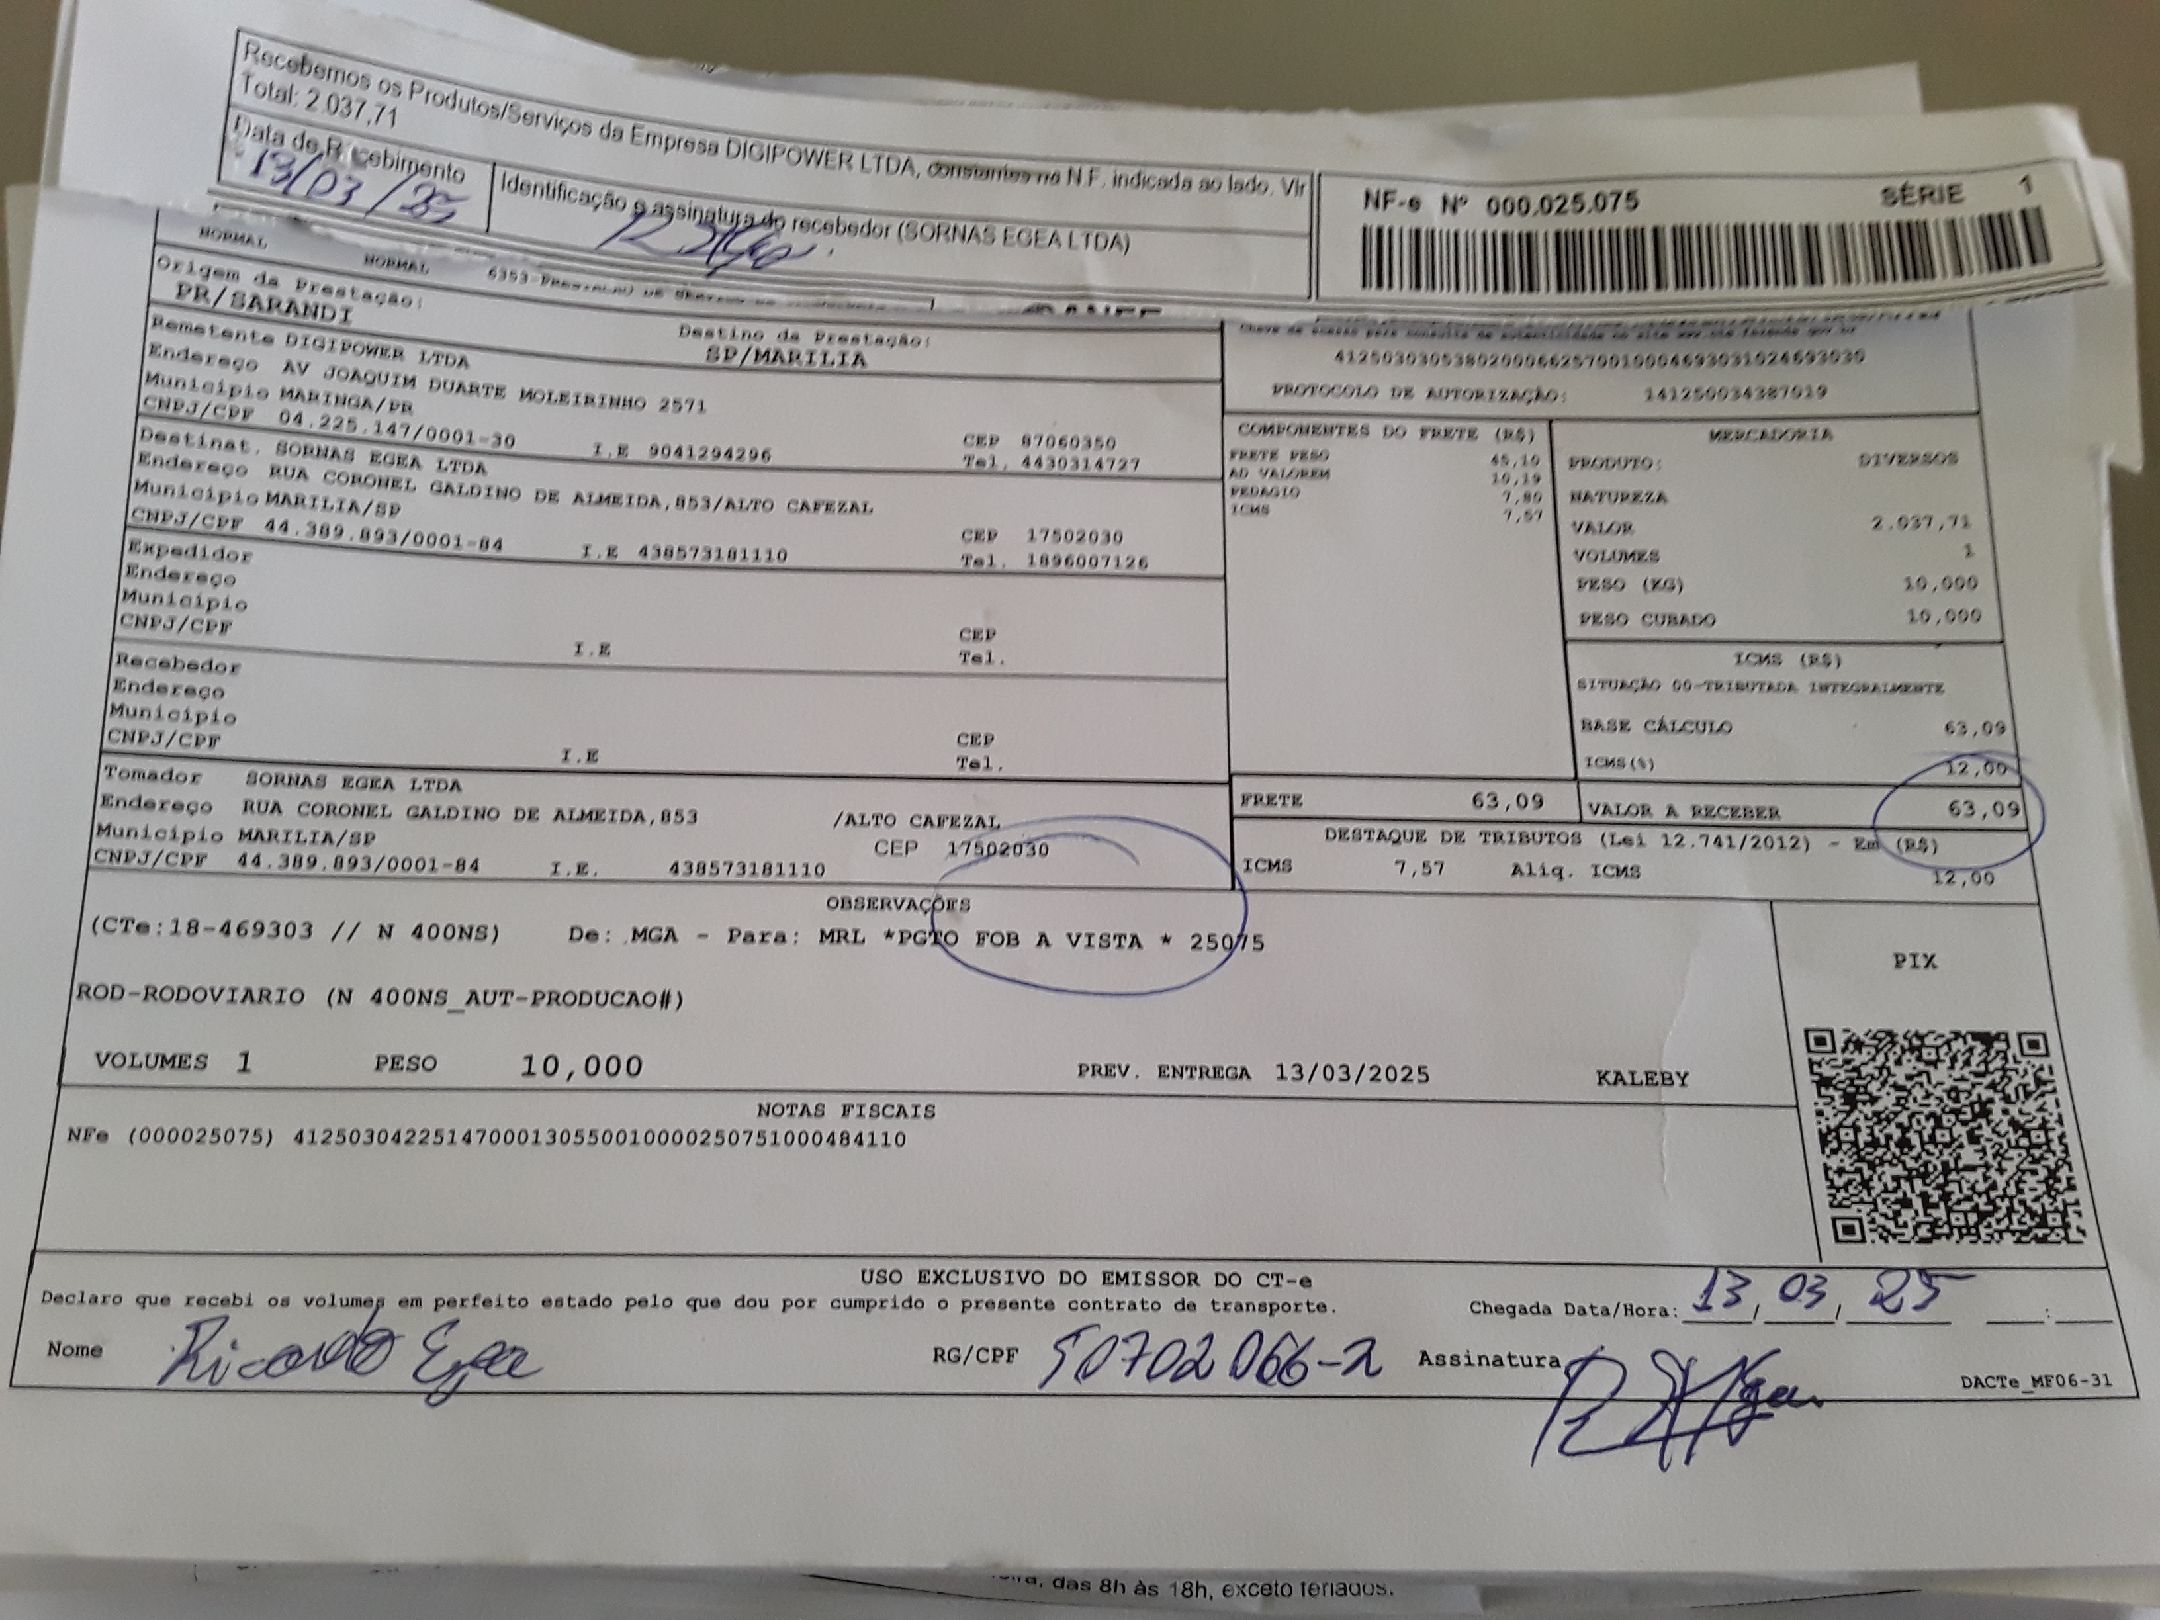 Recebemos os Produtos/Serviços da Empresa DIGIPOWER LTDA, constantes na N.F. indicada ao lado. Vlr
Total: 2.037,71
Data de Recebimento
13/03/25
Identificação e assinatura do recebedor (SORNAS EGEA LTDA)
NF-e Nº 000.025.075 SÉRIE 1
NORMAL NORMAL
Origem da Prestação:
PR/SARANDI
Destino da Prestação:
SP/MARILIA
Remetente DIGIPOWER LTDA
Endereço AV JOAQUIM DUARTE MOLEIRINHO 2571
Município MARINGA/PR CEP 87060350
CNPJ/CPF 04.225.147/0001-30 I.E 9041294296 Tel. 4430314727
Destinat. SORNAS EGEA LTDA
Endereço RUA CORONEL GALDINO DE ALMEIDA,853/ALTO CAFEZAL
Município MARILIA/SP CEP 17502030
CNPJ/CPF 44.389.893/0001-84 I.E 438573181110 Tel. 1896007126
Expedidor
Endereço
Município CEP
CNPJ/CPF I.E Tel.
Recebedor
Endereço
Município CEP
CNPJ/CPF I.E Tel.
Tomador SORNAS EGEA LTDA
Endereço RUA CORONEL GALDINO DE ALMEIDA,853 /ALTO CAFEZAL
Município MARILIA/SP CEP 17502030
CNPJ/CPF 44.389.893/0001-84 I.E. 438573181110
41250303053802000662570010004693031024693030
PROTOCOLO DE AUTORIZAÇÃO: 141250034387019
COMPONENTES DO FRETE (R$)
FRETE PESO
AD VALOREM 10,19
PEDAGIO 7,80
ICMS 7,57
MERCADORIA
PRODUTO: DIVERSOS
NATUREZA
VALOR 2.037,71
VOLUMES 1
PESO (KG) 10,000
PESO CUBADO 10,000
ICMS (R$)
SITUAÇÃO 00-TRIBUTADA INTEGRALMENTE
BASE CÁLCULO 63,09
ICMS(%) 12,00
FRETE 63,09
VALOR A RECEBER 63,09
DESTAQUE DE TRIBUTOS (Lei 12.741/2012) - Em (R$)
ICMS 7,57 Aliq. ICMS 12,00
OBSERVAÇÕES
(CTe:18-469303 // N 400NS) De: MGA - Para: MRL *PGTO FOB A VISTA * 25075
ROD-RODOVIARIO (N 400NS_AUT-PRODUCAO#)
VOLUMES 1 PESO 10,000 PREV. ENTREGA 13/03/2025 KALEBY
PIX
NOTAS FISCAIS
NFe (000025075) 41250304225147000130550010000250751000484110
USO EXCLUSIVO DO EMISSOR DO CT-e
Declaro que recebi os volumes em perfeito estado pelo que dou por cumprido o presente contrato de transporte.
Chegada Data/Hora: 13/03/25 :
Nome Ricardo Egea RG/CPF 50702066-2 Assinatura
DACTe_MF06-31
das 8h às 18h, exceto feriados.